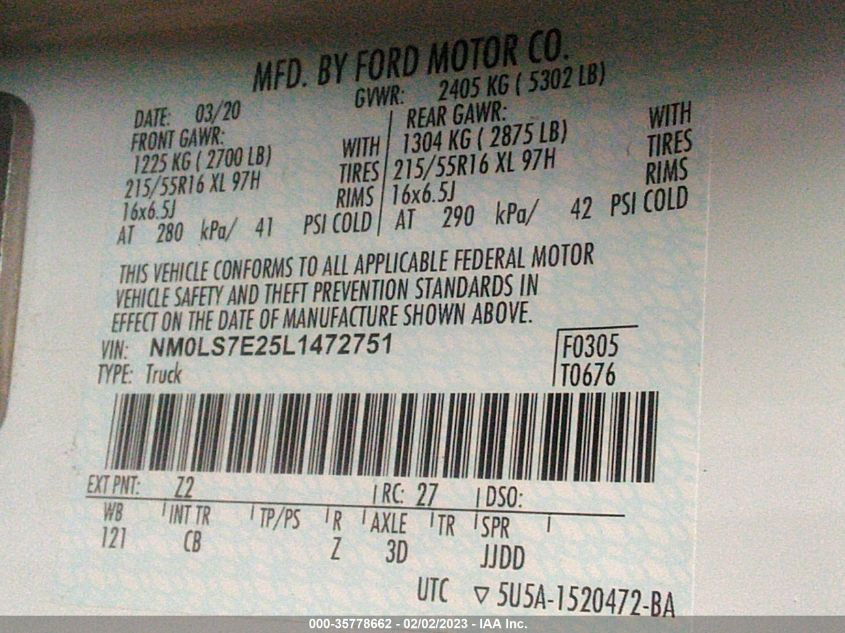 MFD. BY FORD MOTOR CO.
DATE: 03/20 GVWR: 2405 KG ( 5302 LB)
FRONT GAWR: REAR GAWR:
1225 KG ( 2700 LB) WITH 1304 KG ( 2875 LB) WITH
215/55R16 XL 97H TIRES 215/55R16 XL 97H TIRES
16x6.5J RIMS 16x6.5J RIMS
AT 280 kPa/ 41 PSI COLD AT 290 kPa/ 42 PSI COLD
THIS VEHICLE CONFORMS TO ALL APPLICABLE FEDERAL MOTOR
VEHICLE SAFETY AND THEFT PREVENTION STANDARDS IN
EFFECT ON THE DATE OF MANUFACTURE SHOWN ABOVE.
VIN: NM0LS7E25L1472751 F0305
TYPE: Truck T0676
EXT PNT: Z2 RC: 27 DSO:
WB INT TR TP/PS R AXLE TR SPR
121 CB Z 3D JJDD
UTC ▽ 5U5A-1520472-BA
000-35778662 - 02/02/2023 - IAA Inc.